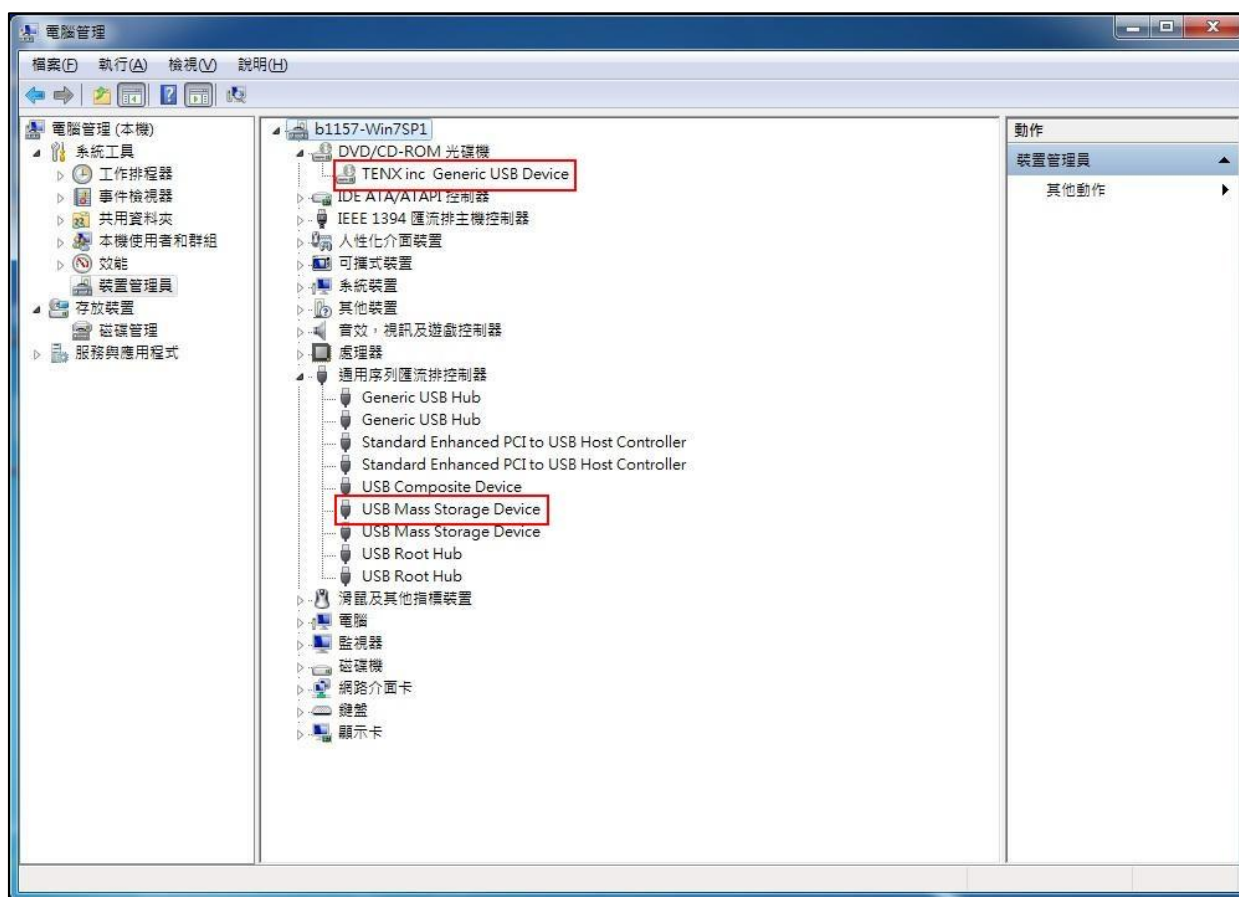 電腦管理
檔案(F) 執行(A) 檢視(V) 說明(H)
電腦管理 (本機)
系統工具
工作排程器
事件檢視器
共用資料夾
本機使用者和群組
效能
裝置管理員
存放裝置
磁碟管理
服務與應用程式
b1157-Win7SP1
DVD/CD-ROM 光碟機
TENX inc Generic USB Device
IDE ATA/ATAPI 控制器
IEEE 1394 匯流排主機控制器
人性化介面裝置
可攜式裝置
系統裝置
其他裝置
音效，視訊及遊戲控制器
處理器
通用序列匯流排控制器
Generic USB Hub
Generic USB Hub
Standard Enhanced PCI to USB Host Controller
Standard Enhanced PCI to USB Host Controller
USB Composite Device
USB Mass Storage Device
USB Mass Storage Device
USB Root Hub
USB Root Hub
滑鼠及其他指標裝置
電腦
監視器
磁碟機
網路介面卡
鍵盤
顯示卡
動作
裝置管理員
其他動作